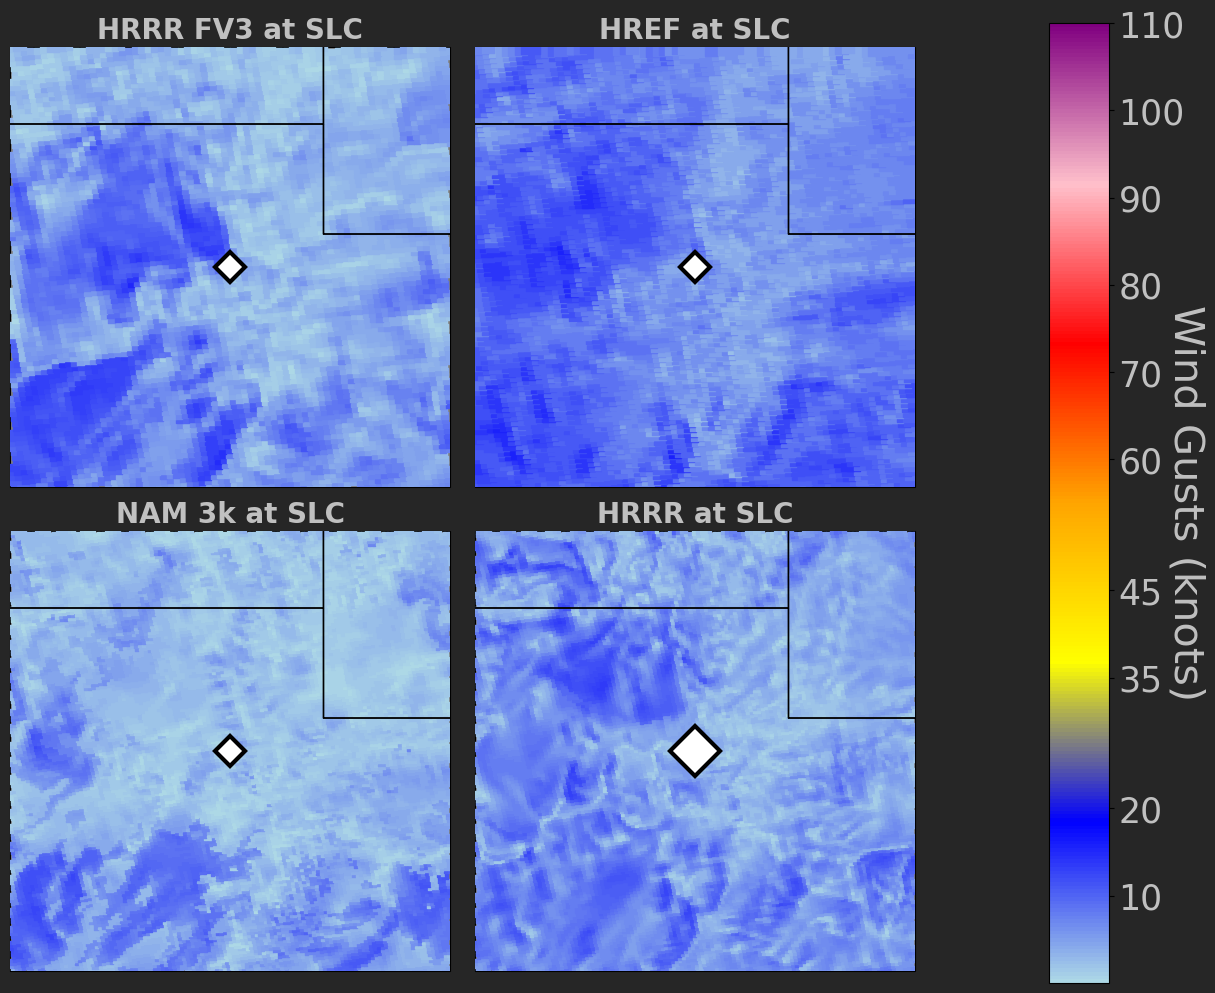 HRRR FV3 at SLC
HREF at SLC
NAM 3k at SLC
HRRR at SLC
110
100
90
80
70
60
45
35
20
10
Wind Gusts (knots)